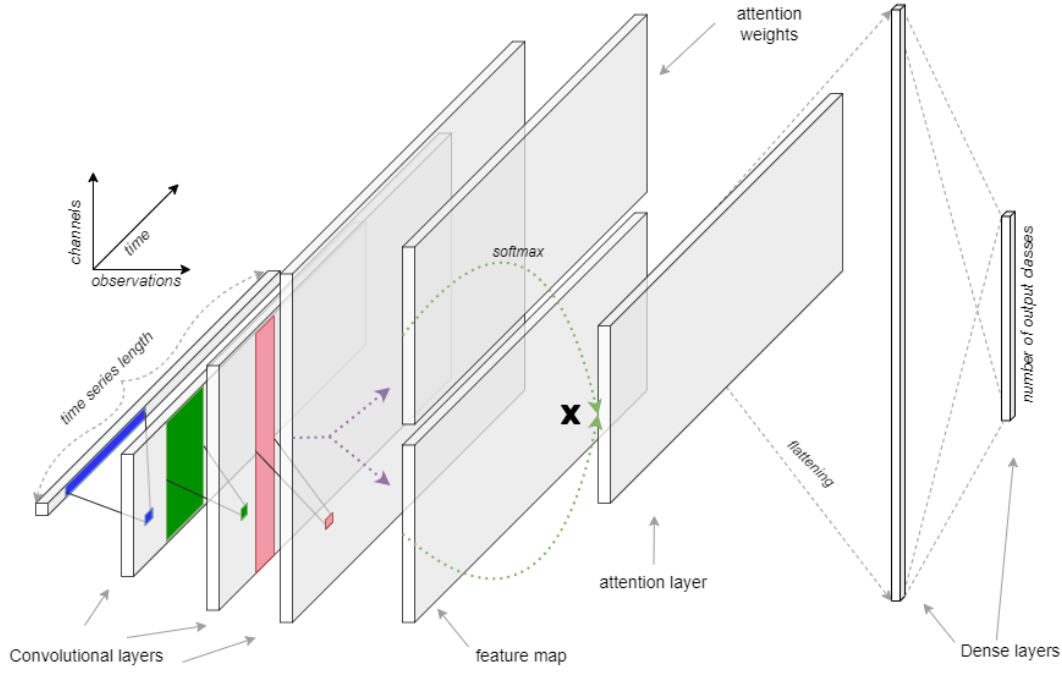 attention
weights
channels
time
observations
softmax
time series length
number of output classes
X
flattening
attention layer
Convolutional layers
feature map
Dense layers